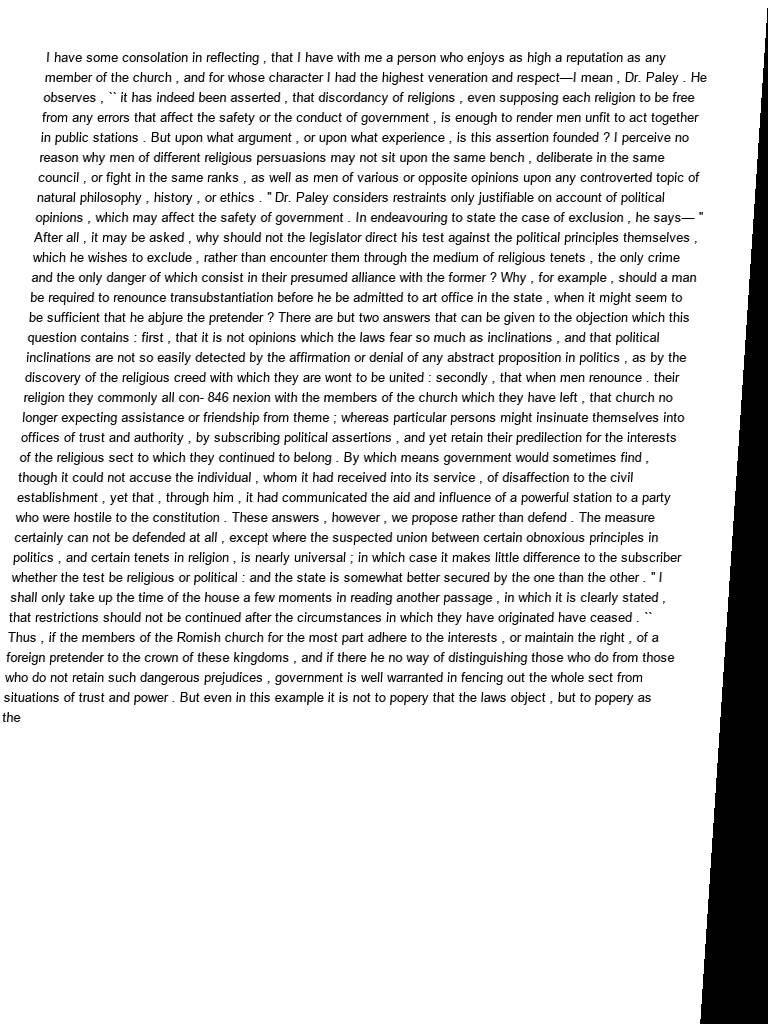 I have some consolation in reflecting , that I have with me a person who enjoys as high a reputation as any
member of the church , and for whose character I had the highest veneration and respect—I mean , Dr. Paley . He
observes , `` it has indeed been asserted , that discordancy of religions , even supposing each religion to be free
from any errors that affect the safety or the conduct of government , is enough to render men unfit to act together
in public stations . But upon what argument , or upon what experience , is this assertion founded ? I perceive no
reason why men of different religious persuasions may not sit upon the same bench , deliberate in the same
council , or fight in the same ranks , as well as men of various or opposite opinions upon any controverted topic of
natural philosophy , history , or ethics . " Dr. Paley considers restraints only justifiable on account of political
opinions , which may affect the safety of government . In endeavouring to state the case of exclusion , he says— "
After all , it may be asked , why should not the legislator direct his test against the political principles themselves ,
which he wishes to exclude , rather than encounter them through the medium of religious tenets , the only crime
and the only danger of which consist in their presumed alliance with the former ? Why , for example , should a man
be required to renounce transubstantiation before he be admitted to art office in the state , when it might seem to
be sufficient that he abjure the pretender ? There are but two answers that can be given to the objection which this
question contains : first , that it is not opinions which the laws fear so much as inclinations , and that political
inclinations are not so easily detected by the affirmation or denial of any abstract proposition in politics , as by the
discovery of the religious creed with which they are wont to be united : secondly , that when men renounce . their
religion they commonly all con- 846 nexion with the members of the church which they have left , that church no
longer expecting assistance or friendship from theme ; whereas particular persons might insinuate themselves into
offices of trust and authority , by subscribing political assertions , and yet retain their predilection for the interests
of the religious sect to which they continued to belong . By which means government would sometimes find ,
though it could not accuse the individual , whom it had received into its service , of disaffection to the civil
establishment , yet that , through him , it had communicated the aid and influence of a powerful station to a party
who were hostile to the constitution . These answers , however , we propose rather than defend . The measure
certainly can not be defended at all , except where the suspected union between certain obnoxious principles in
politics , and certain tenets in religion , is nearly universal ; in which case it makes little difference to the subscriber
whether the test be religious or political : and the state is somewhat better secured by the one than the other . " I
shall only take up the time of the house a few moments in reading another passage , in which it is clearly stated ,
that restrictions should not be continued after the circumstances in which they have originated have ceased . ``
Thus , if the members of the Romish church for the most part adhere to the interests , or maintain the right , of a
foreign pretender to the crown of these kingdoms , and if there he no way of distinguishing those who do from those
who do not retain such dangerous prejudices , government is well warranted in fencing out the whole sect from
situations of trust and power . But even in this example it is not to popery that the laws object , but to popery as
the